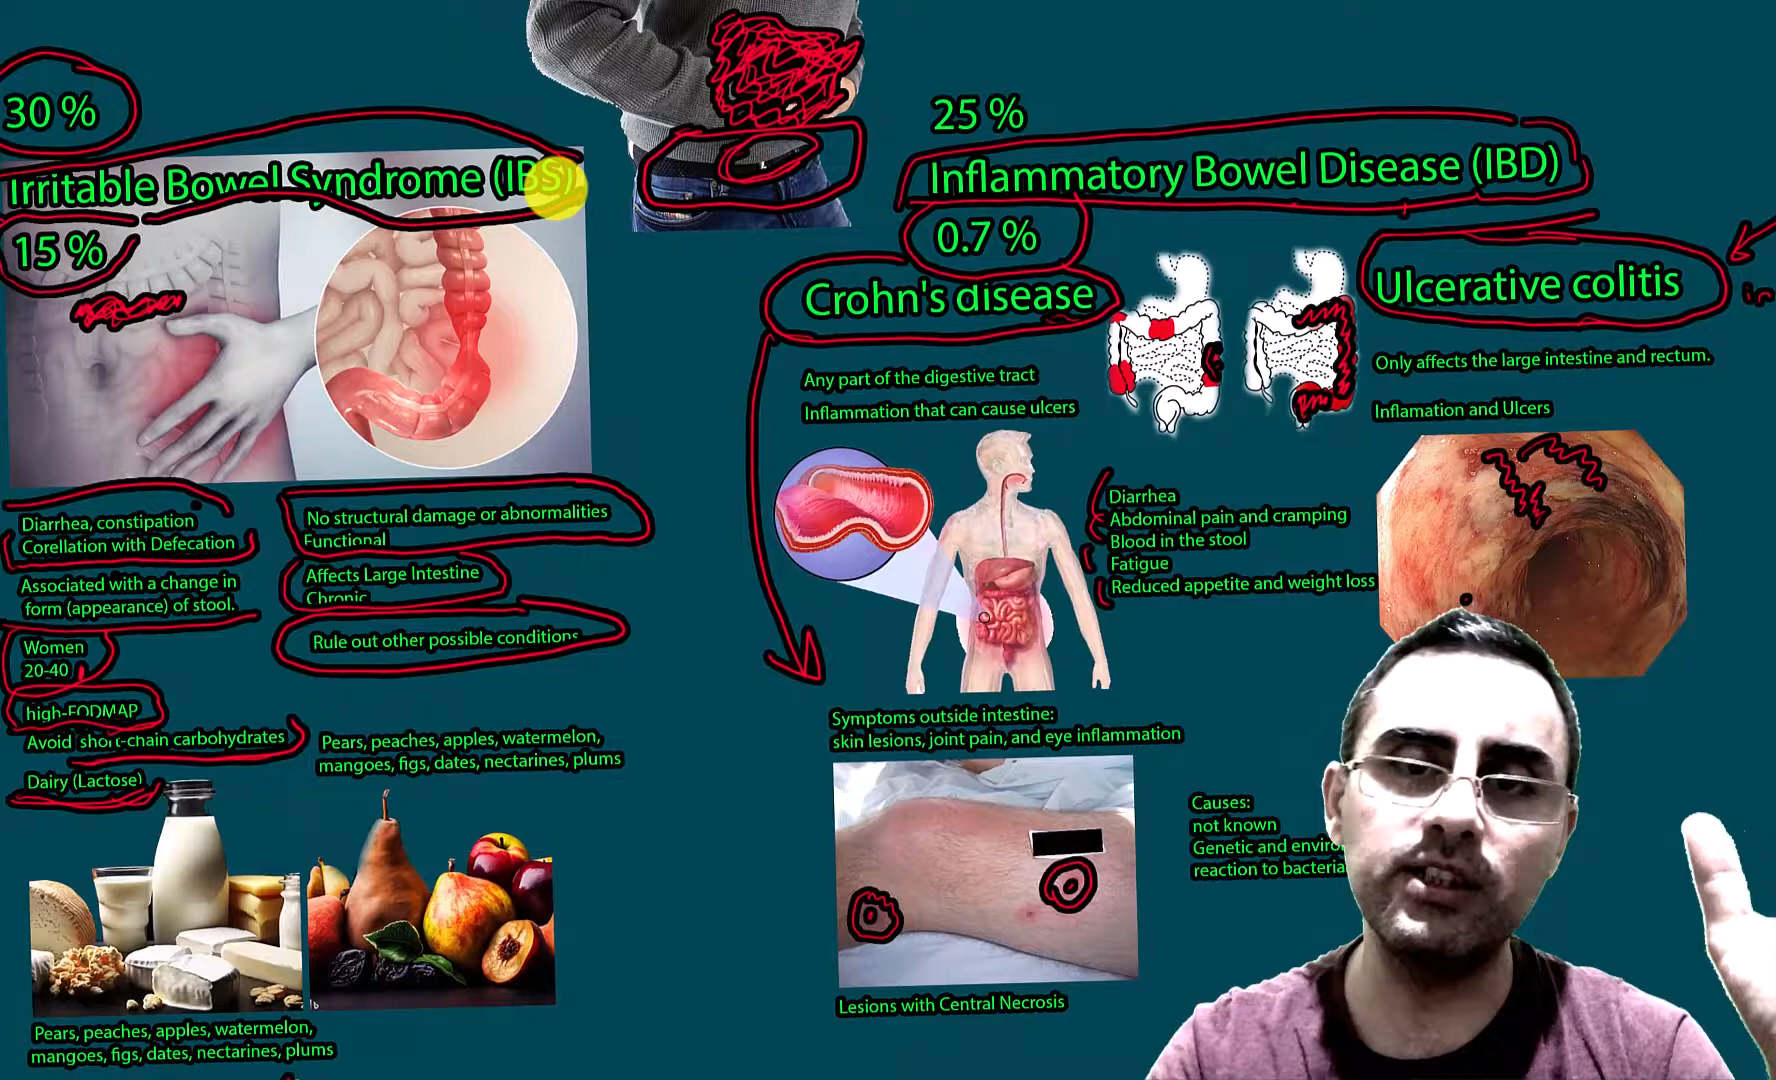 30 %
Irritable Bowel Syndrome (IBS)
15 %
Diarrhea, constipation
Corellation with Defecation
Associated with a change in
form (appearance) of stool.
Women
20-40
high-FODMAP
Avoid short-chain carbohydrates
Dairy (Lactose)
No structural damage or abnormalities
Functional
Affects Large Intestine
Chronic
Rule out other possible conditions
Pears, peaches, apples, watermelon,
mangoes, figs, dates, nectarines, plums
Pears, peaches, apples, watermelon,
mangoes, figs, dates, nectarines, plums
25 %
Inflammatory Bowel Disease (IBD)
0.7 %
Crohn's disease
Any part of the digestive tract
Inflammation that can cause ulcers
Ulcerative colitis
Only affects the large intestine and rectum.
Inflamation and Ulcers
Diarrhea
Abdominal pain and cramping
Blood in the stool
Fatigue
Reduced appetite and weight loss
Symptoms outside intestine:
skin lesions, joint pain, and eye inflammation
Lesions with Central Necrosis
Causes:
not known
Genetic and enviro
reaction to bacteria